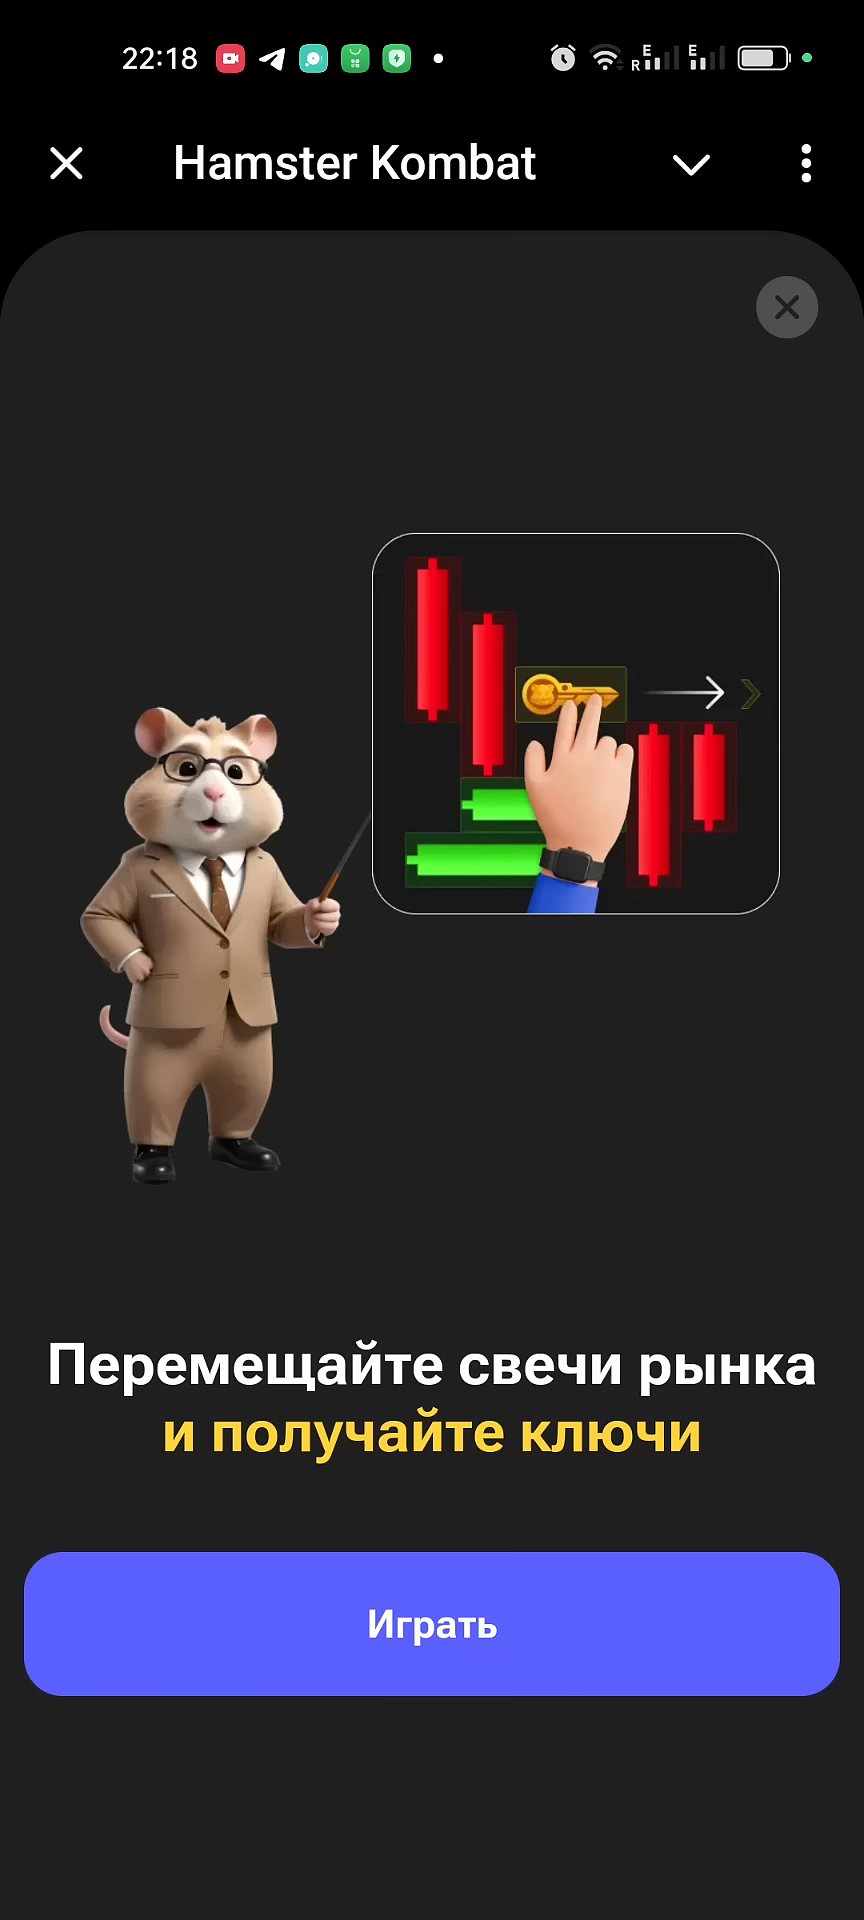 22:18
R E E
Hamster Kombat
Перемещайте свечи рынка
и получайте ключи
Играть